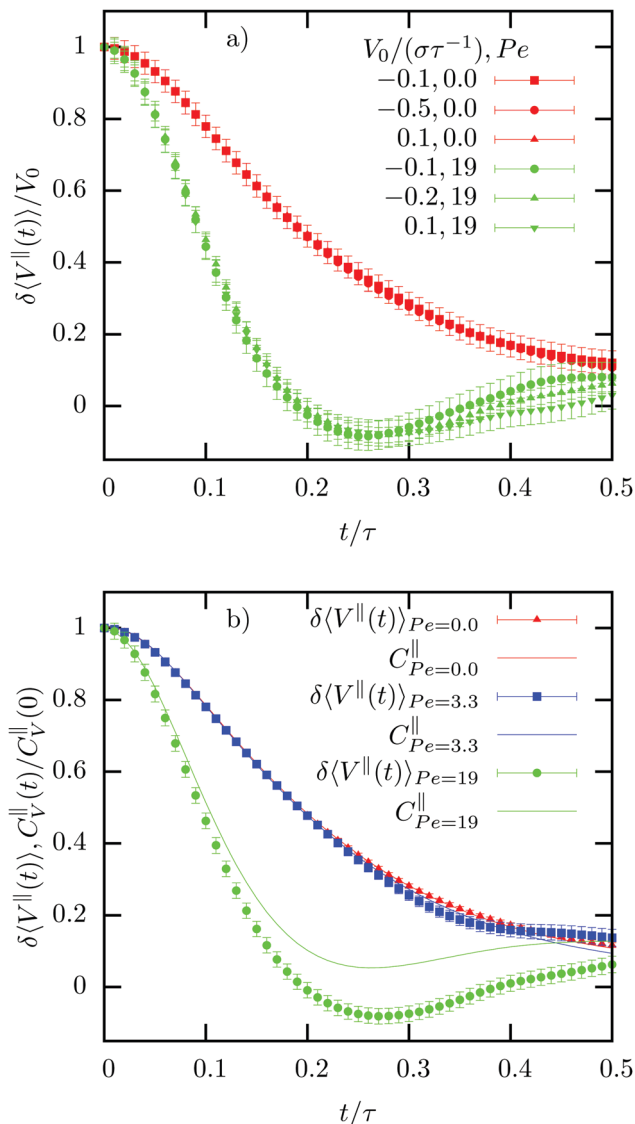 a)
V₀/(στ⁻¹), Pe
−0.1, 0.0
−0.5, 0.0
0.1, 0.0
−0.1, 19
−0.2, 19
0.1, 19
1
0.8
0.6
0.4
0.2
0
δ⟨V^∥(t)⟩/V₀
0 0.1 0.2 0.3 0.4 0.5
t/τ
b)
δ⟨V^∥(t)⟩_{Pe=0.0}
C^∥_{Pe=0.0}
δ⟨V^∥(t)⟩_{Pe=3.3}
C^∥_{Pe=3.3}
δ⟨V^∥(t)⟩_{Pe=19}
C^∥_{Pe=19}
1
0.8
0.6
0.4
0.2
0
δ⟨V^∥(t)⟩, C_V^∥(t)/C_V^∥(0)
0 0.1 0.2 0.3 0.4 0.5
t/τ